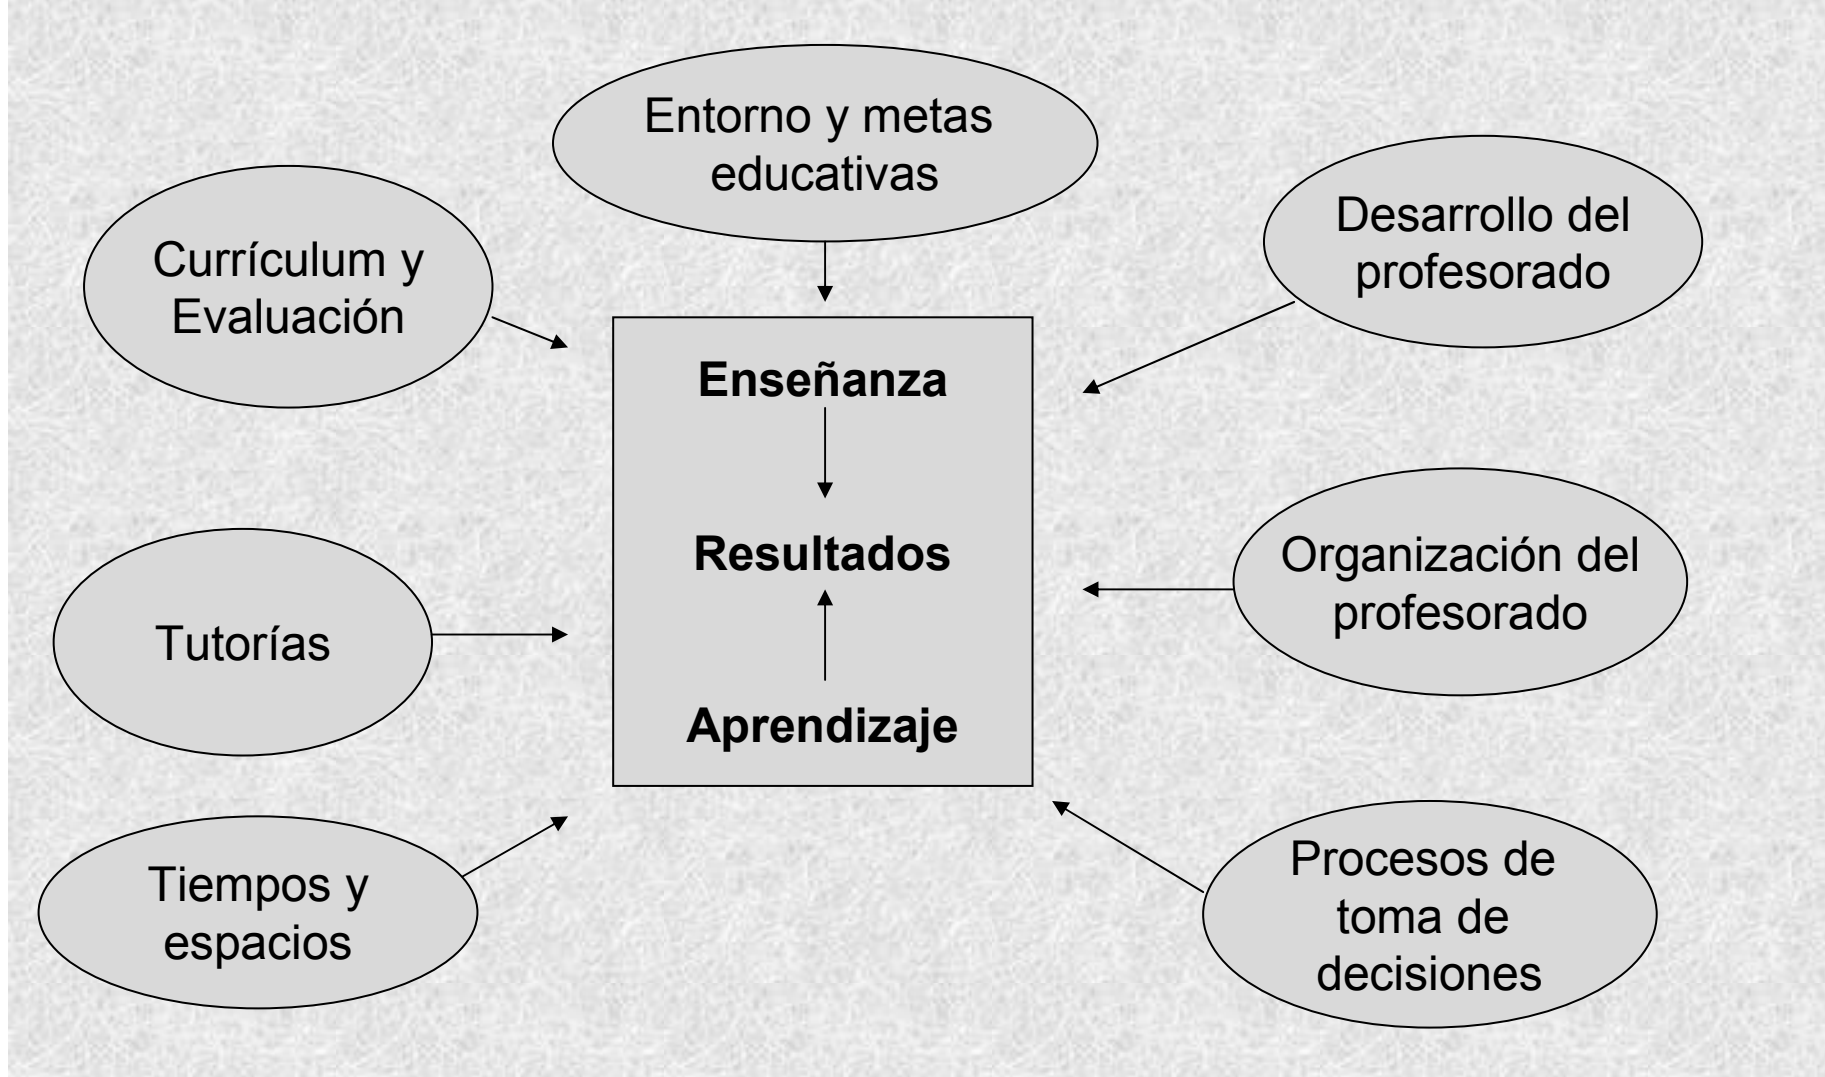 Entorno y metas
educativas
Currículum y
Evaluación
Desarrollo del
profesorado
Enseñanza
Resultados
Aprendizaje
Organización del
profesorado
Tutorías
Tiempos y
espacios
Procesos de
toma de
decisiones